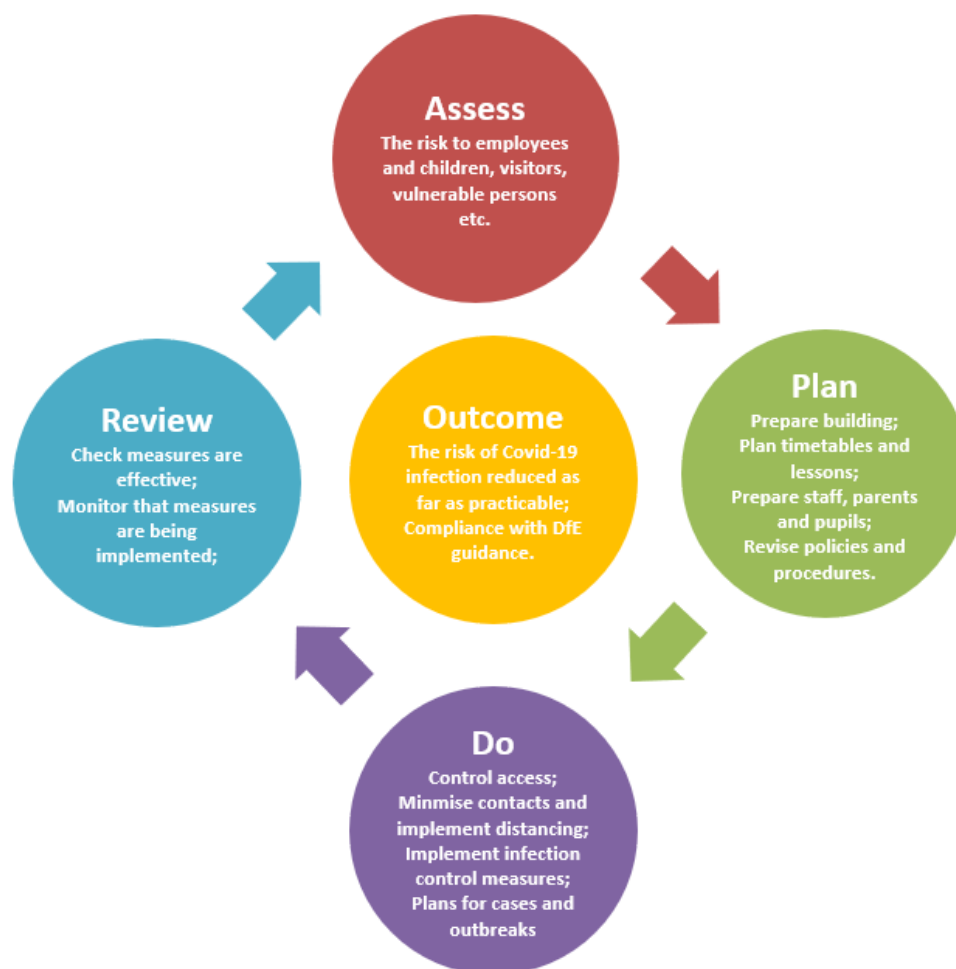 Assess
The risk to employees
and children, visitors,
vulnerable persons
etc.
Plan
Prepare building;
Plan timetables and
lessons;
Prepare staff, parents
and pupils;
Revise policies and
procedures.
Do
Control access;
Minmise contacts and
implement distancing;
Implement infection
control measures;
Plans for cases and
outbreaks
Review
Check measures are
effective;
Monitor that measures
are being
implemented;
Outcome
The risk of Covid-19
infection reduced as
far as practicable;
Compliance with DfE
guidance.